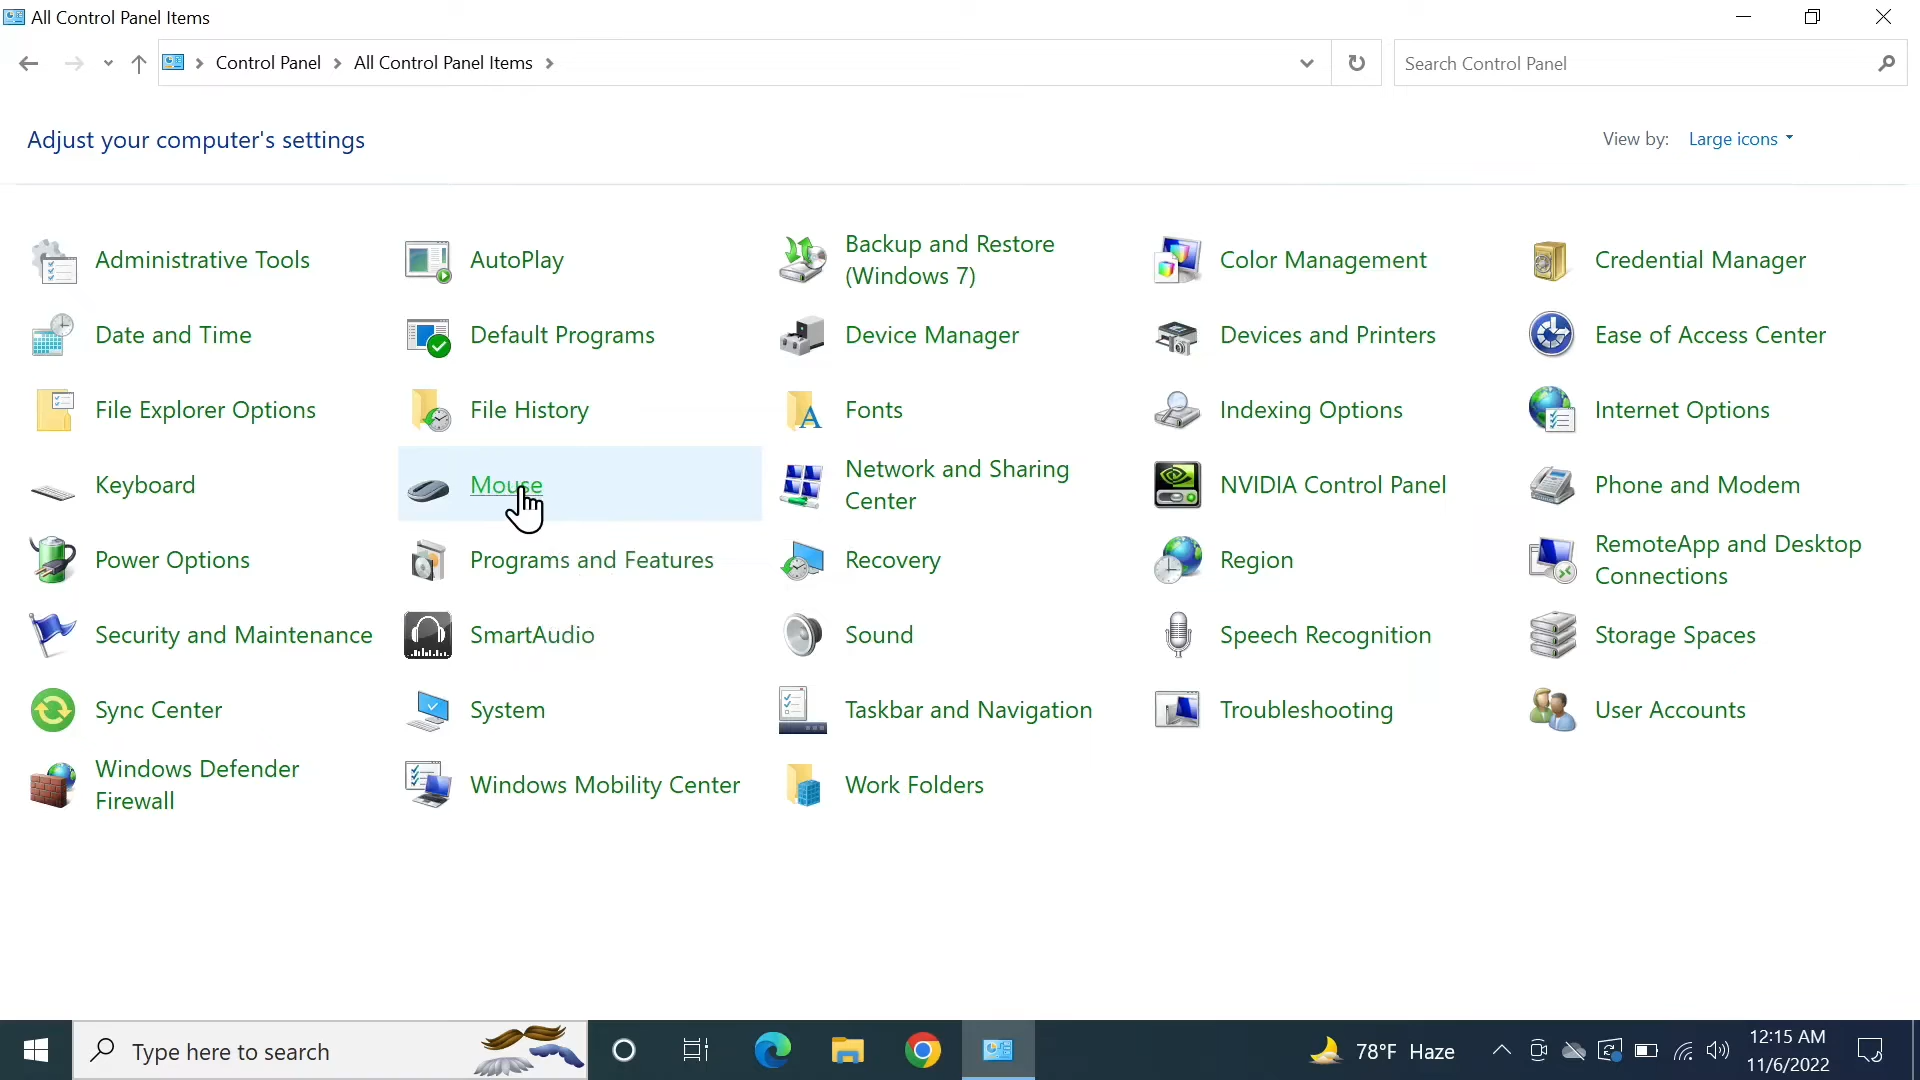 All Control Panel Items
Control Panel All Control Panel Items
Search Control Panel
Adjust your computer's settings
View by: Large icons
Administrative Tools
AutoPlay
Backup and Restore
(Windows 7)
Color Management
Credential Manager
Date and Time
Default Programs
Device Manager
Devices and Printers
Ease of Access Center
File Explorer Options
File History
Fonts
Indexing Options
Internet Options
Keyboard
Mouse
Network and Sharing
Center
NVIDIA Control Panel
Phone and Modem
Power Options
Programs and Features
Recovery
Region
RemoteApp and Desktop
Connections
Security and Maintenance
SmartAudio
Sound
Speech Recognition
Storage Spaces
Sync Center
System
Taskbar and Navigation
Troubleshooting
User Accounts
Windows Defender
Firewall
Windows Mobility Center
Work Folders
Type here to search
78°F Haze
12:15 AM
11/6/2022